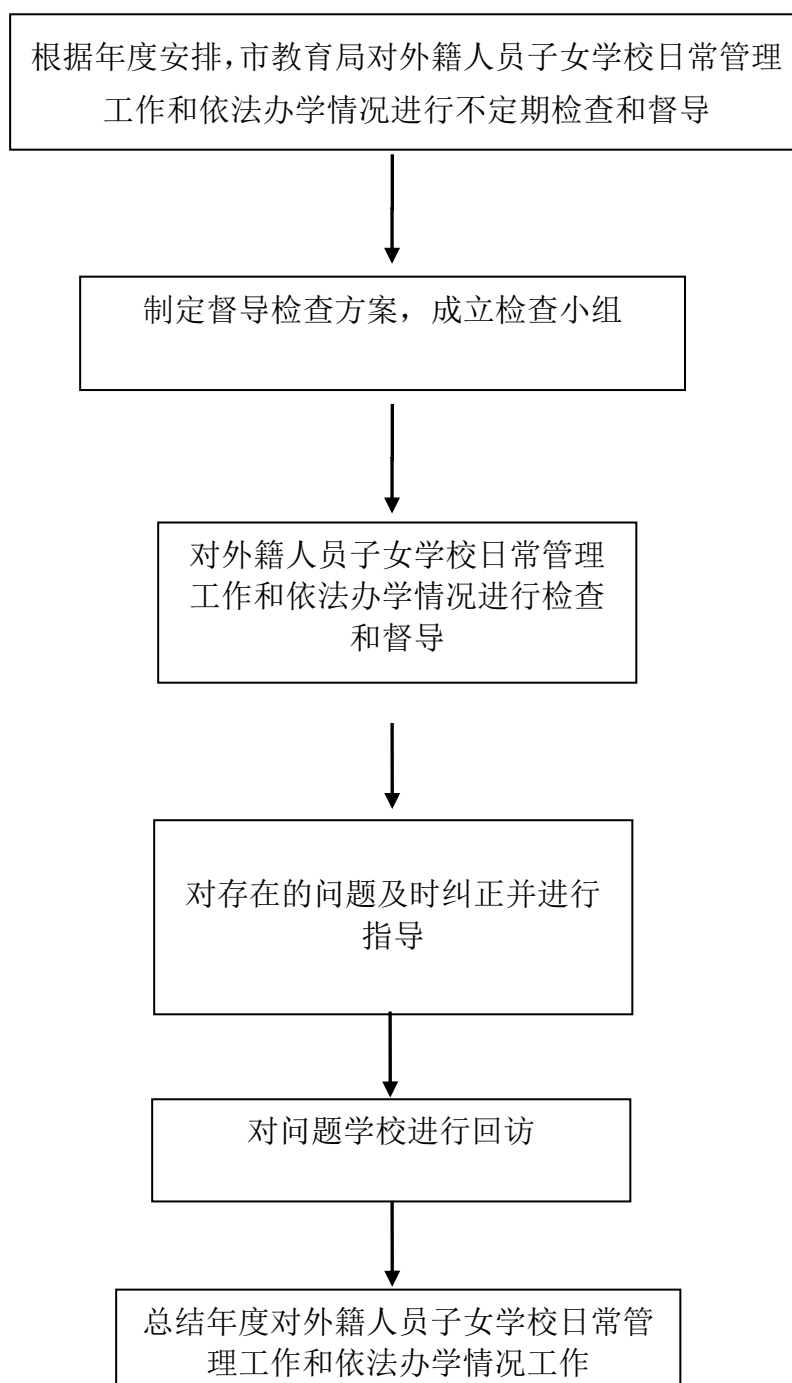 根据年度安排,市教育局对外籍人员子女学校日常管理
工作和依法办学情况进行不定期检查和督导
制定督导检查方案，成立检查小组
对外籍人员子女学校日常管理
工作和依法办学情况进行检查
和督导
对存在的问题及时纠正并进行
指导
对问题学校进行回访
总结年度对外籍人员子女学校日常管
理工作和依法办学情况工作